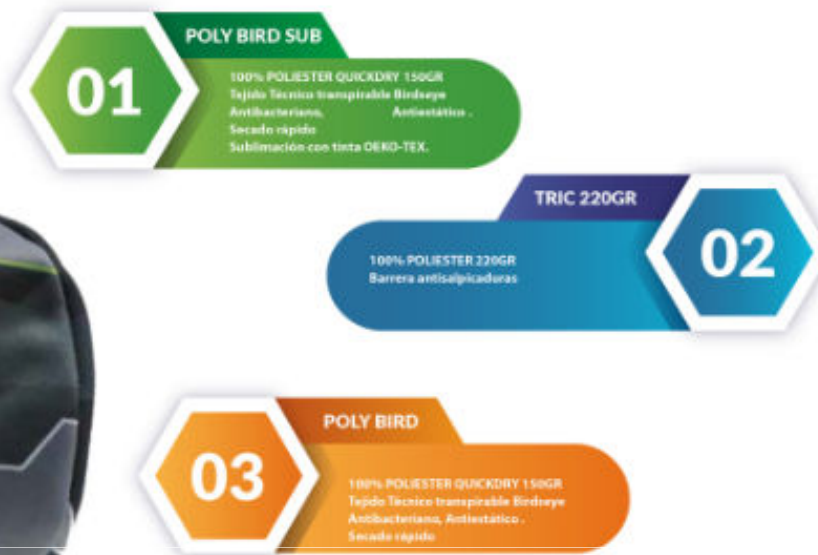 01
POLY BIRD SUB
100% POLIESTER QUICKDRY 150GR
Tejido Técnico transpirable Birdseye
Antibacteriano, Antiestático .
Secado rápido
Sublimación con tinta OEKO-TEX.
TRIC 220GR
02
100% POLIESTER 220GR
Barrera antisalpicaduras
03
POLY BIRD
100% POLIESTER QUICKDRY 150GR
Tejido Técnico transpirable Birdseye
Antibacteriano, Antiestático .
Secado rápido